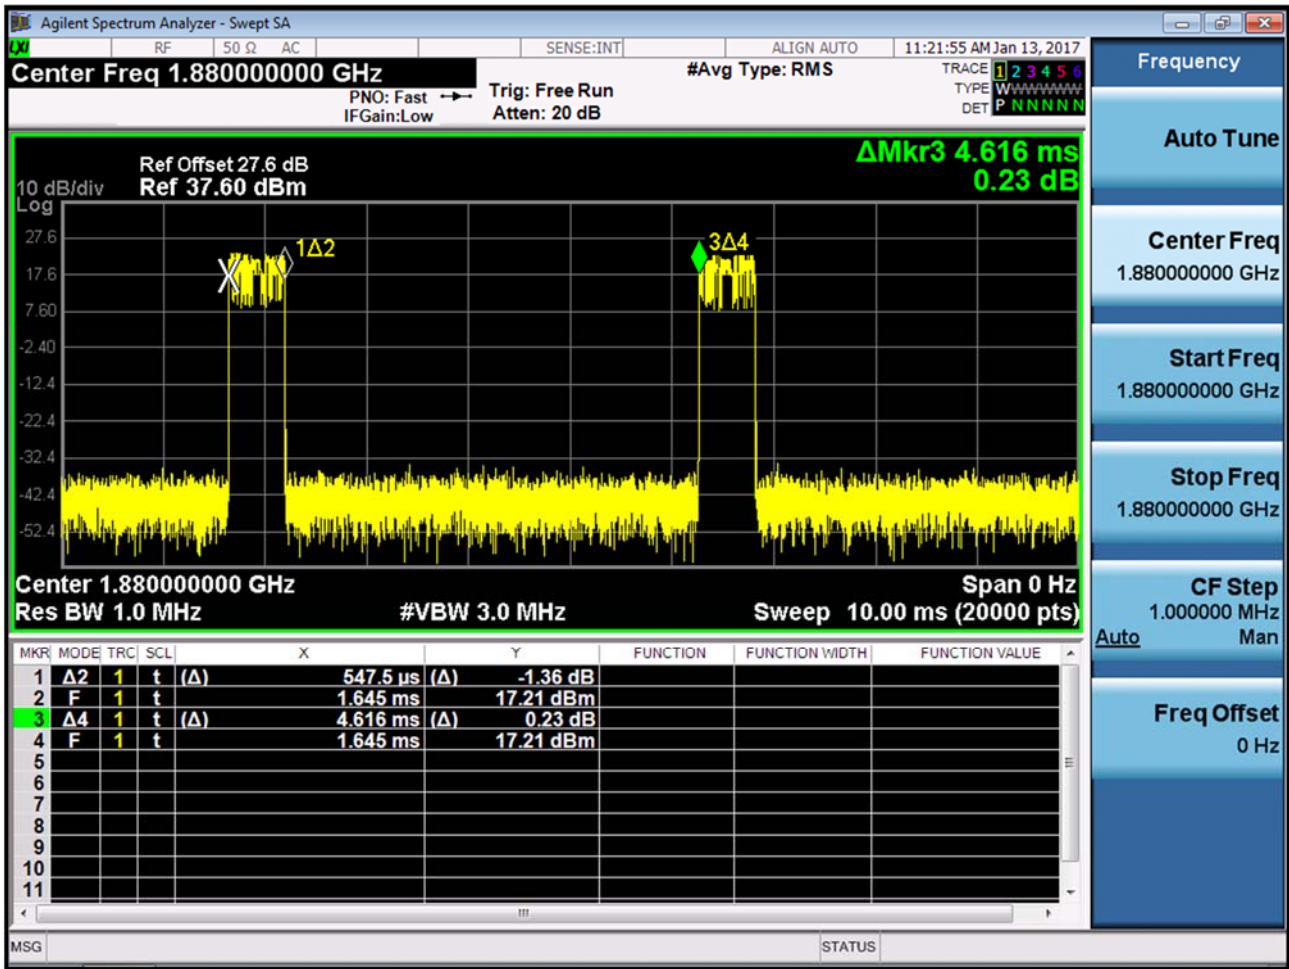 Agilent Spectrum Analyzer - Swept SA
LXI RF 50 Ω AC SENSE:INT ALIGN AUTO 11:21:55 AM Jan 13, 2017
Center Freq 1.880000000 GHz
PNO: Fast
IFGain:Low
Trig: Free Run
Atten: 20 dB
#Avg Type: RMS
TRACE 1 2 3 4 5 6
TYPE W W W W W W
DET P N N N N N
ΔMkr3 4.616 ms
0.23 dB
Ref Offset 27.6 dB
10 dB/div Ref 37.60 dBm
Log
27.6
17.6
7.60
-2.40
-12.4
-22.4
-32.4
-42.4
-52.4
1Δ2
3Δ4
Center 1.880000000 GHz Span 0 Hz
Res BW 1.0 MHz #VBW 3.0 MHz Sweep 10.00 ms (20000 pts)
MKR MODE TRC SCL X Y FUNCTION FUNCTION WIDTH FUNCTION VALUE
1 Δ2 1 t (Δ) 547.5 µs (Δ) -1.36 dB
2 F 1 t 1.645 ms 17.21 dBm
3 Δ4 1 t (Δ) 4.616 ms (Δ) 0.23 dB
4 F 1 t 1.645 ms 17.21 dBm
5
6
7
8
9
10
11
MSG STATUS
Frequency
Auto Tune
Center Freq
1.880000000 GHz
Start Freq
1.880000000 GHz
Stop Freq
1.880000000 GHz
CF Step
1.000000 MHz
Auto Man
Freq Offset
0 Hz